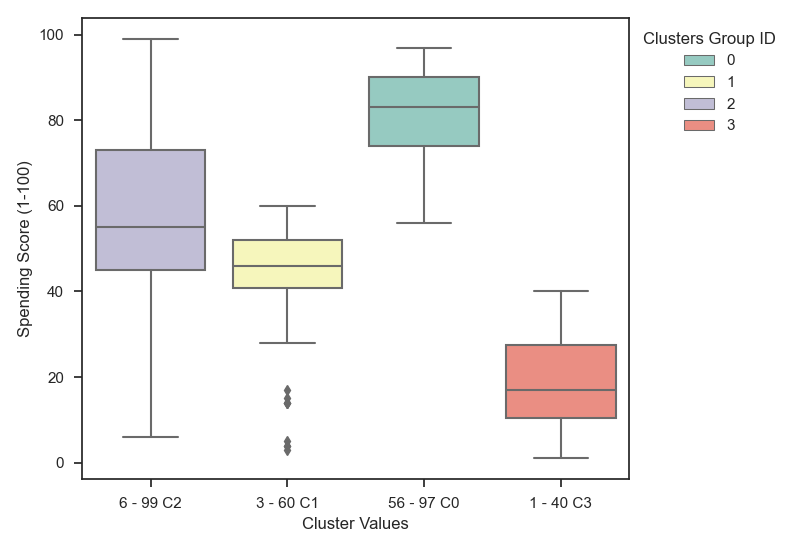 Clusters Group ID
0
1
2
3
Spending Score (1-100)
100
80
60
40
20
0
6 - 99 C2
3 - 60 C1
56 - 97 C0
1 - 40 C3
Cluster Values